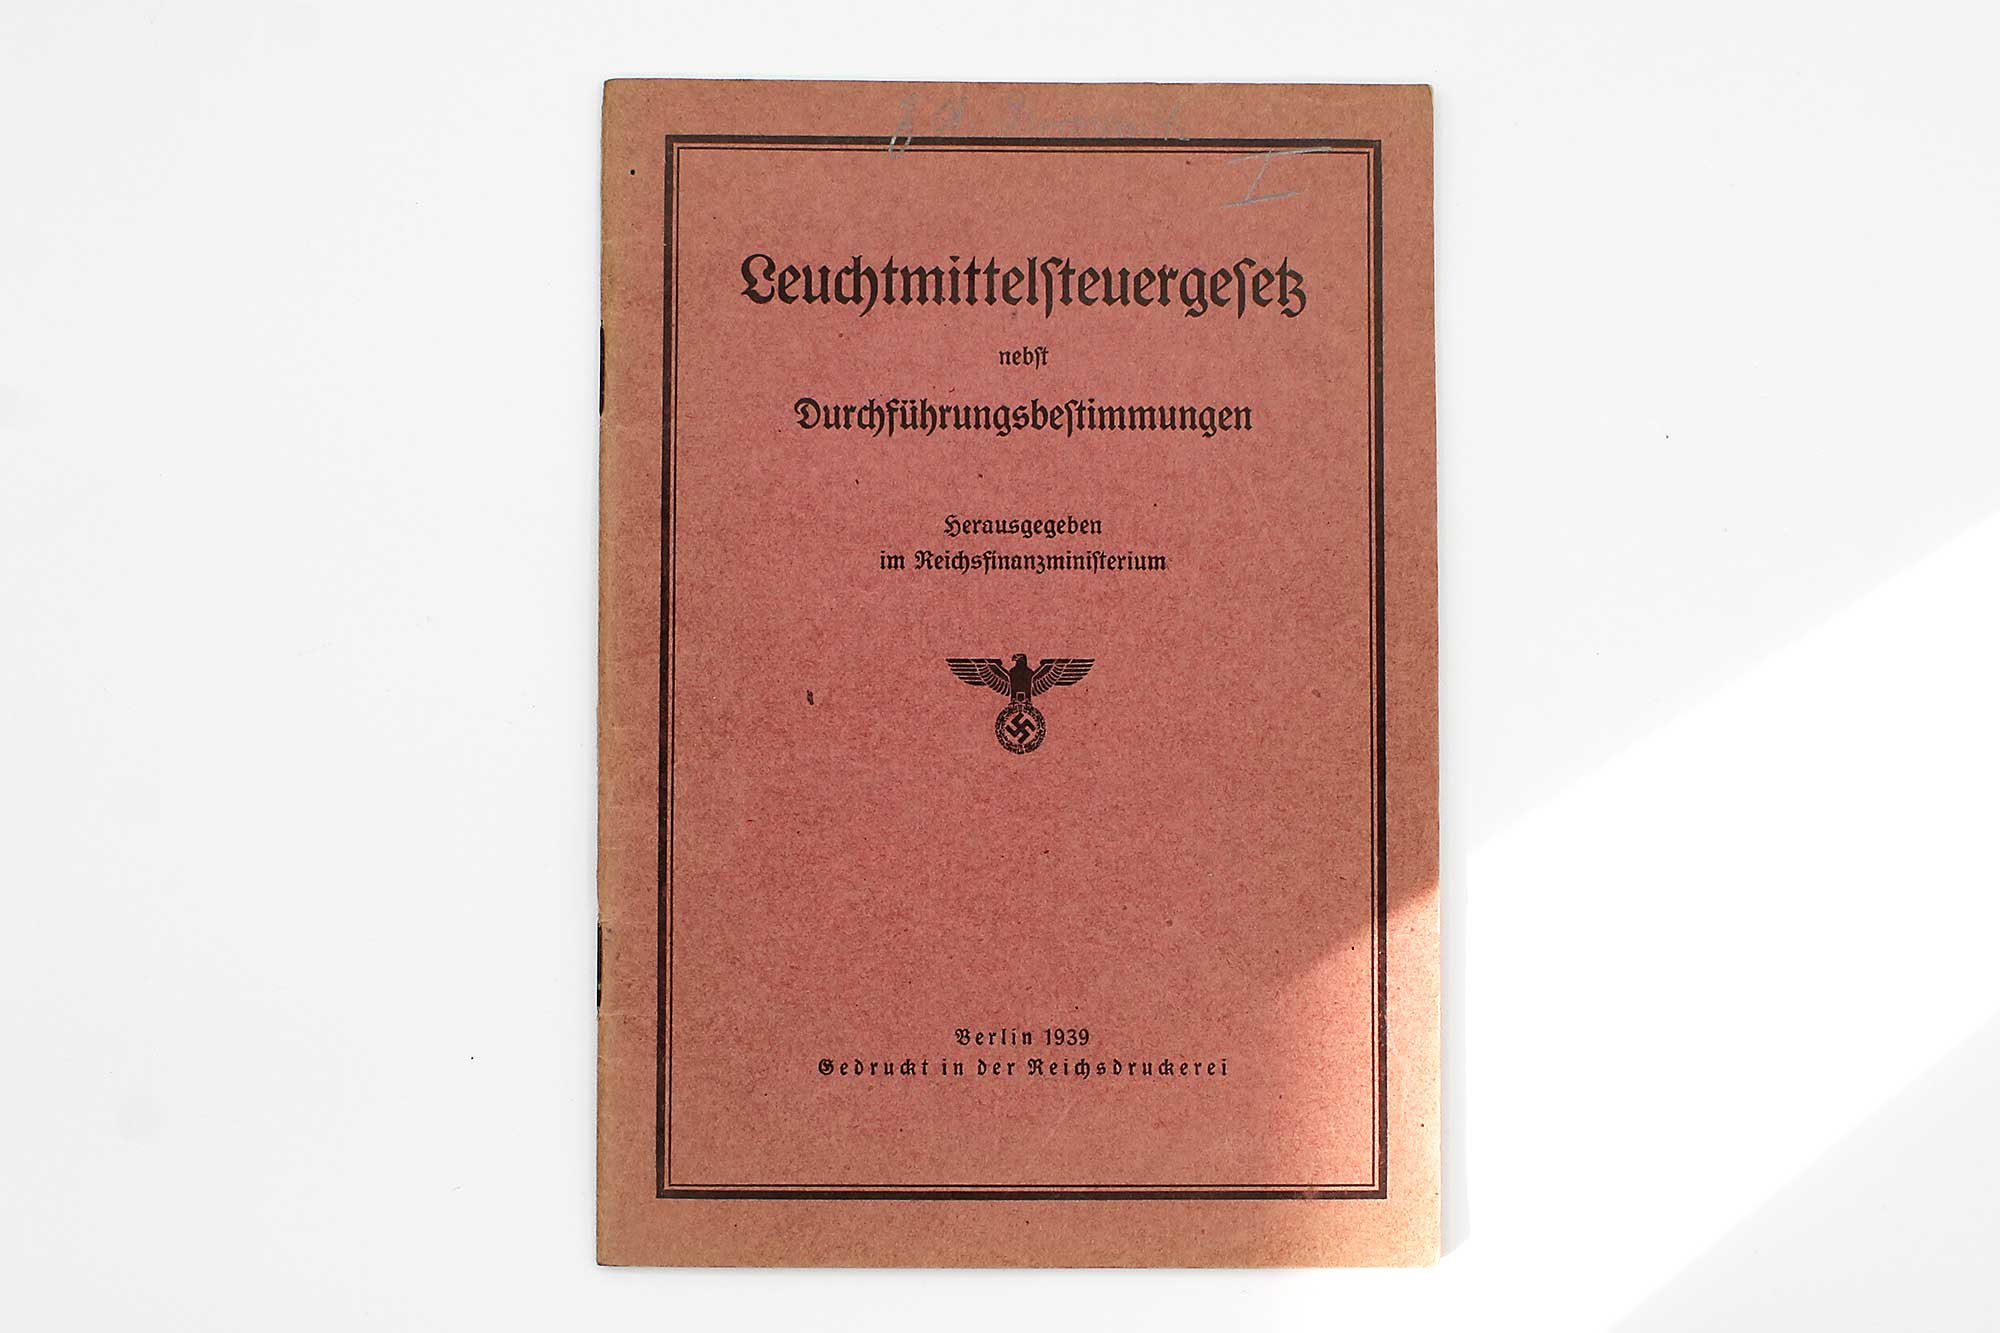 I
Leuchtmittelſteuergeſetz
nebſt
Durchführungsbeſtimmungen
Herausgegeben
im Reichsfinanzminiſterium
Berlin 1939
Gedruckt in der Reichsdruckerei